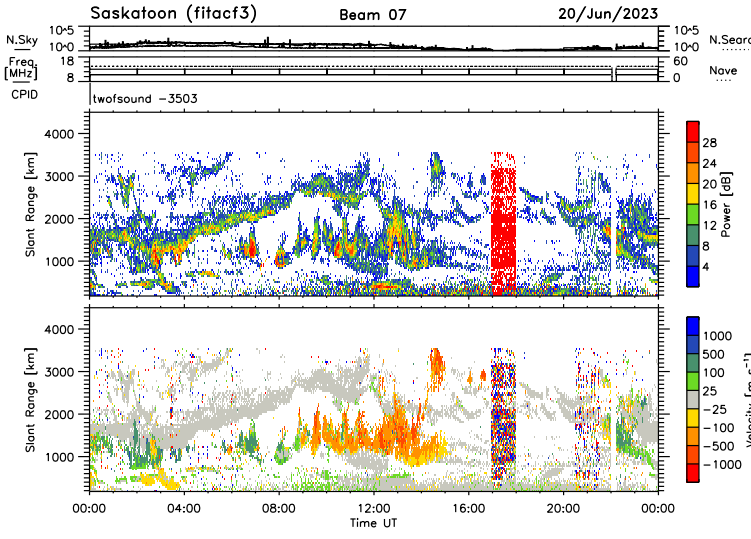 Saskatoon (fitacf3) Beam 07 20/Jun/2023
N.Sky 10^5 10^0 10^5 10^0 N.Sear
Freq. [MHz] 18 8 60 0 Nave
CPID twofsound -3503
Slant Range [km] 4000 3000 2000 1000
Power [dB] 28 24 20 16 12 8 4
Slant Range [km] 4000 3000 2000 1000
Velocity [m s^-1] 1000 500 100 25 -25 -100 -500 -1000
00:00 04:00 08:00 12:00 16:00 20:00 00:00
Time UT